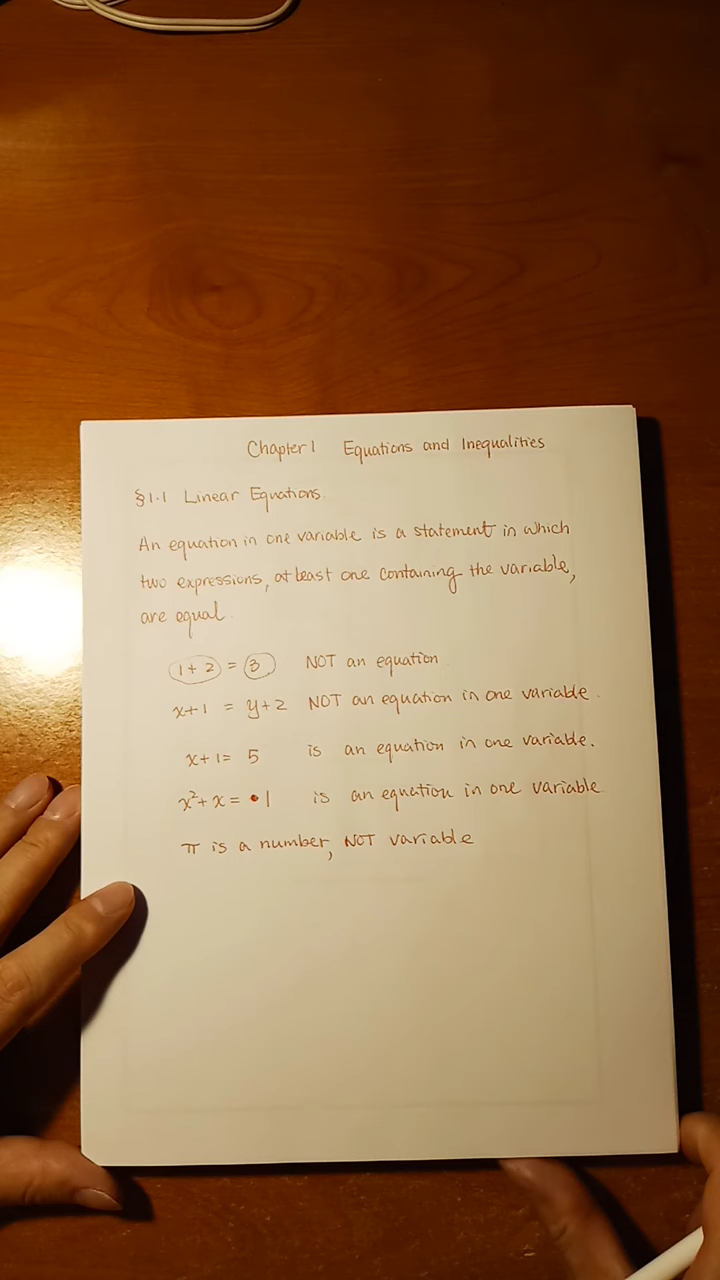 Chapter 1 Equations and Inequalities
§1.1 Linear Equations.
An equation in one variable is a statement in which
two expressions, at least one containing the variable,
are equal.
1 + 2 = 3 NOT an equation
x+1 = y+2 NOT an equation in one variable.
x+1= 5 is an equation in one variable.
x²+x = 1 is an equation in one variable
π is a number, NOT variable